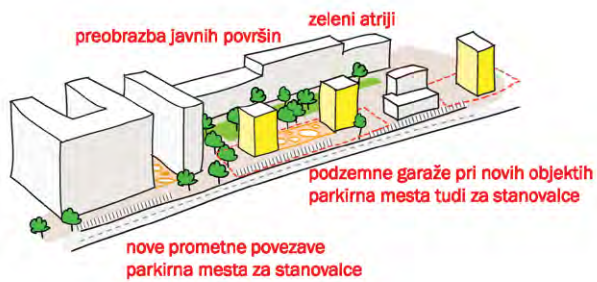 zeleni atriji
preobrazba javnih površin
podzemne garaže pri novih objektih
parkirna mesta tudi za stanovalce
nove prometne povezave
parkirna mesta za stanovalce